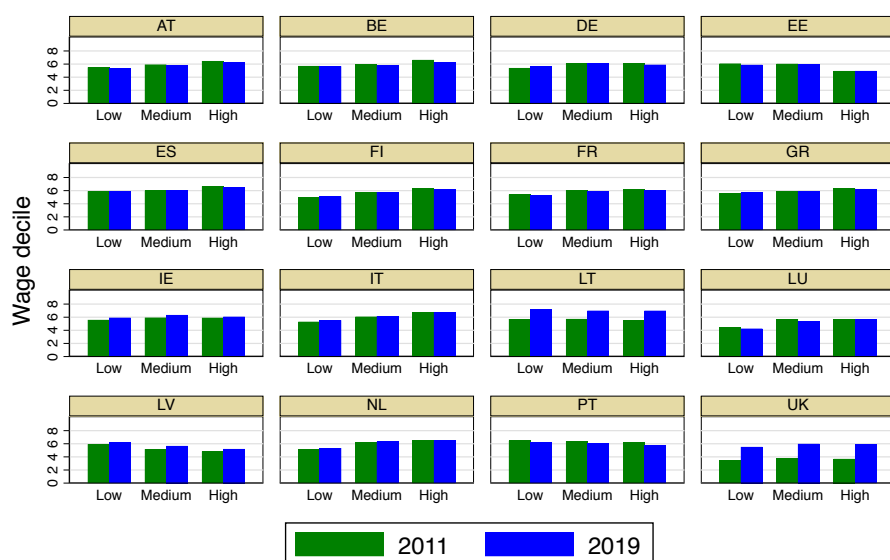 AT BE DE EE
0 2 4 6 8
Low Medium High Low Medium High Low Medium High Low Medium High
ES FI FR GR
0 2 4 6 8
Low Medium High Low Medium High Low Medium High Low Medium High
IE IT LT LU
0 2 4 6 8
Low Medium High Low Medium High Low Medium High Low Medium High
LV NL PT UK
0 2 4 6 8
Low Medium High Low Medium High Low Medium High Low Medium High
Wage decile
2011 2019